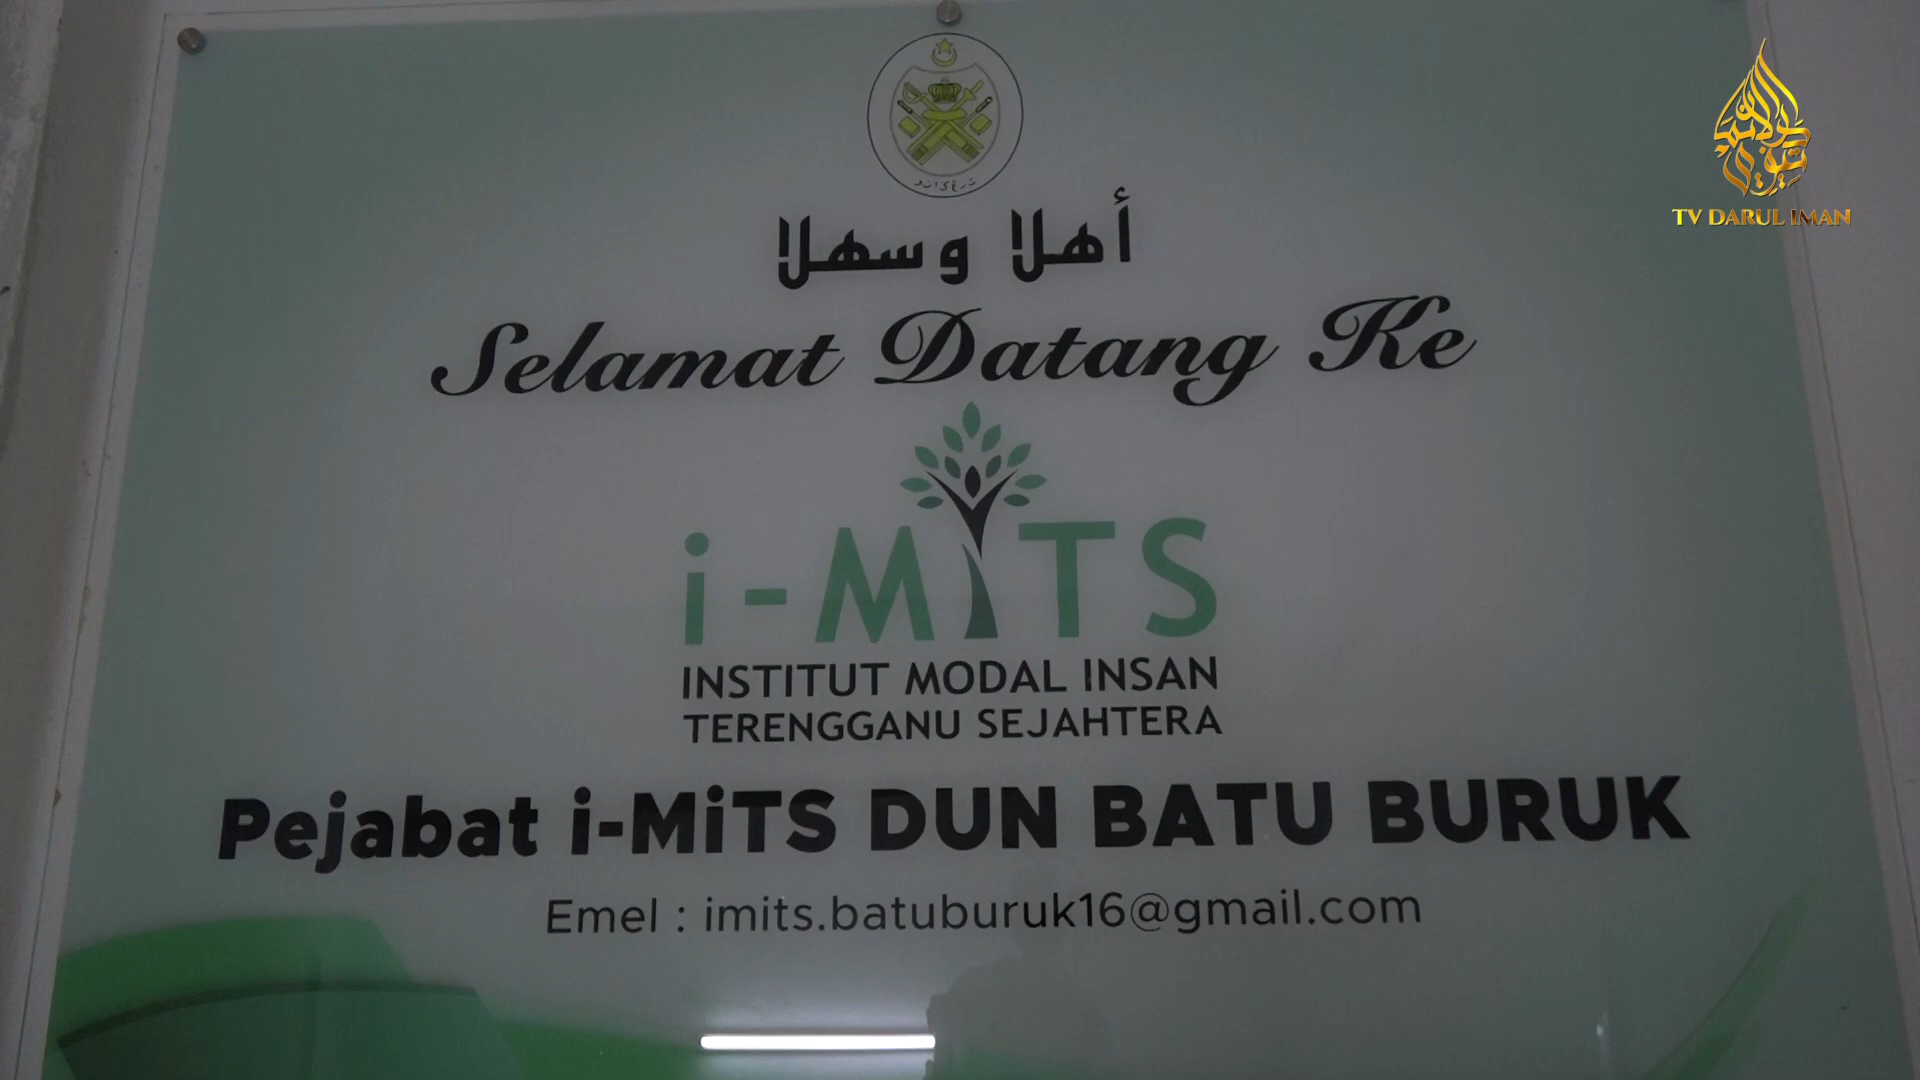 أهلا وسهلا
Selamat Datang Ke
i-MiTS
INSTITUT MODAL INSAN
TERENGGANU SEJAHTERA
Pejabat i-MiTS DUN BATU BURUK
Emel : imits.batuburuk16@gmail.com
TV DARUL IMAN